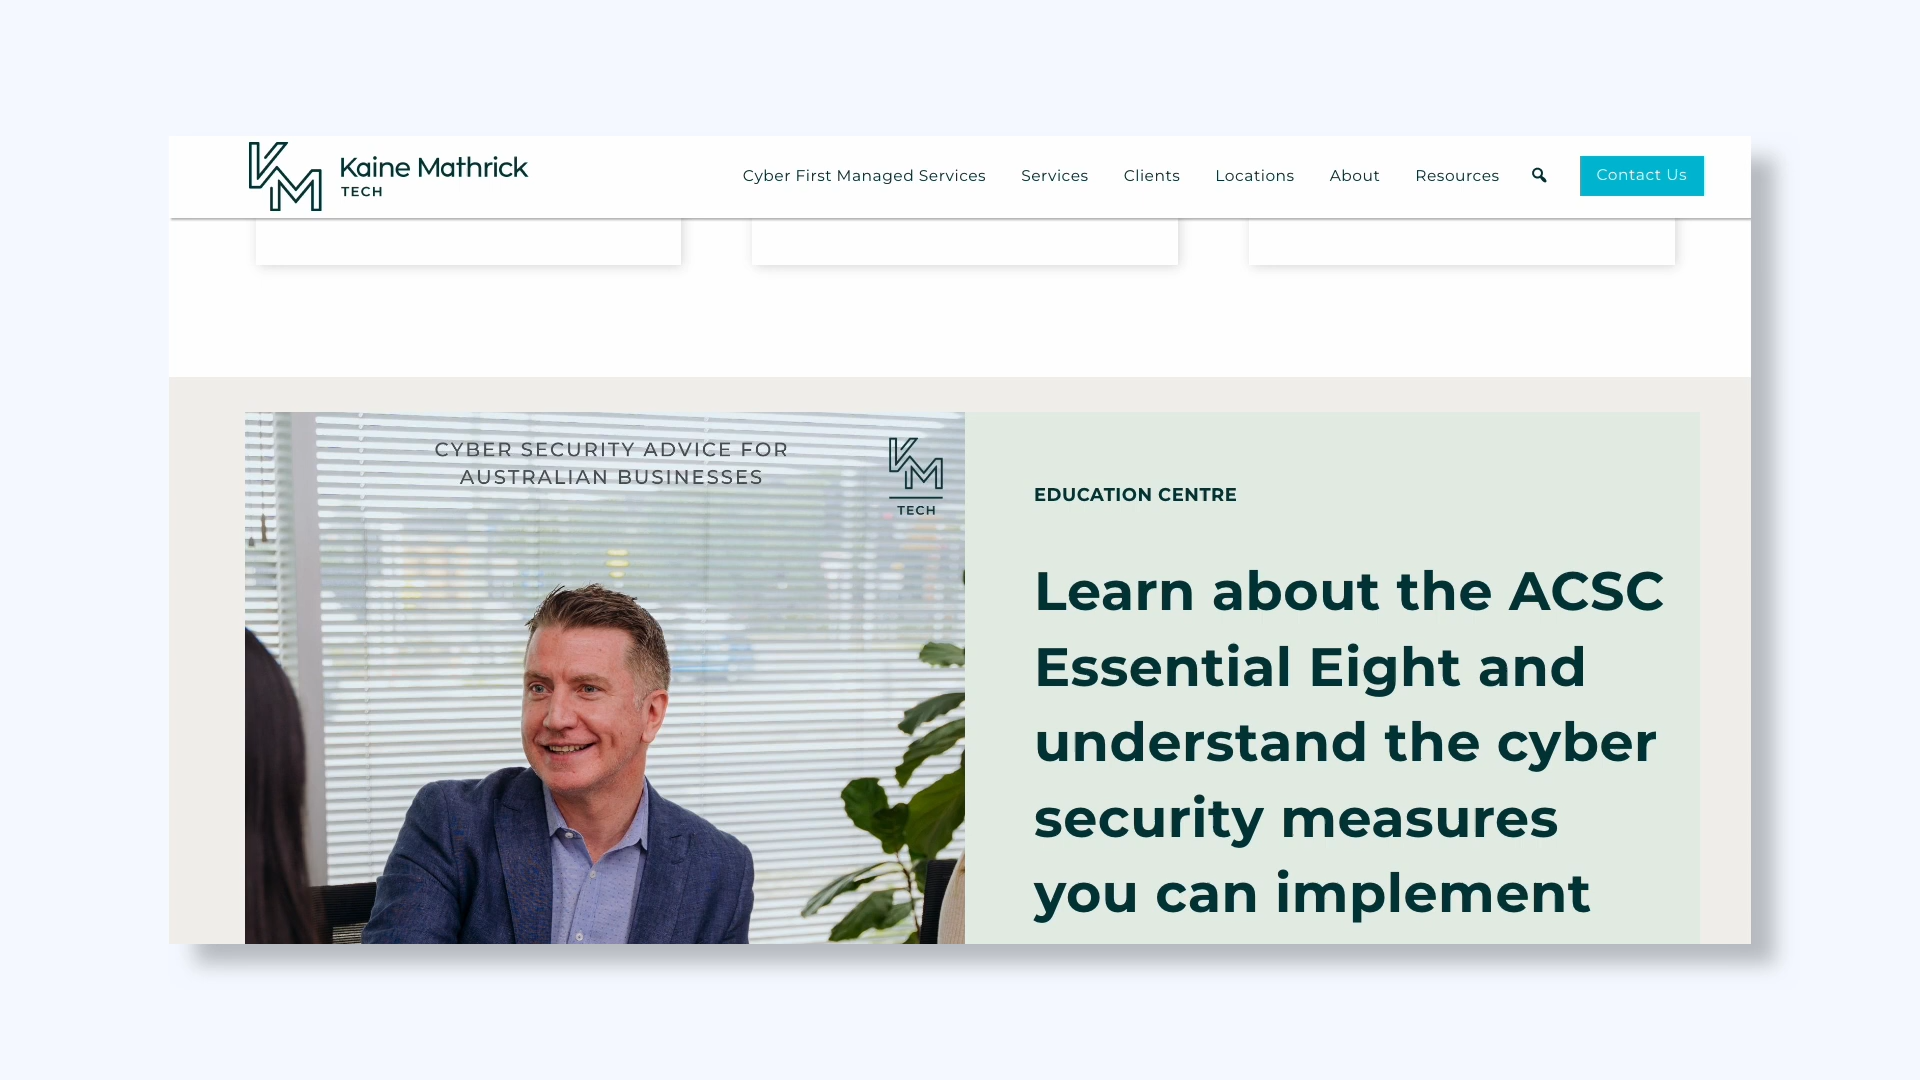 Kaine Mathrick
TECH
Cyber First Managed Services Services Clients Locations About Resources Contact Us
CYBER SECURITY ADVICE FOR
AUSTRALIAN BUSINESSES
KM
TECH
EDUCATION CENTRE
Learn about the ACSC
Essential Eight and
understand the cyber
security measures
you can implement